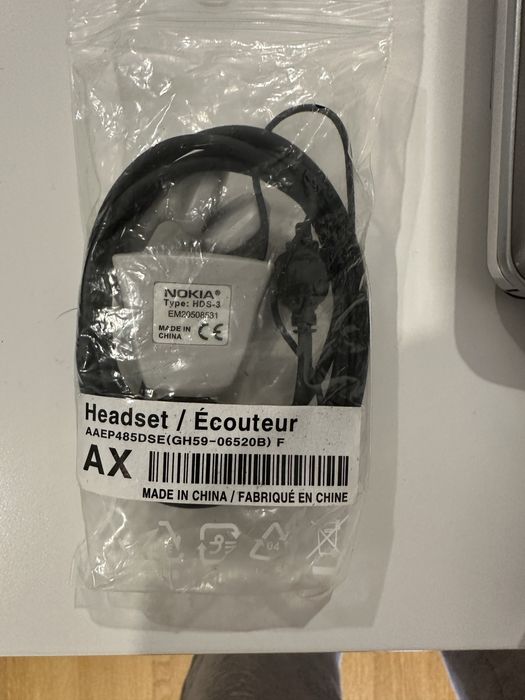 NOKIA®
Type: HDS-3
EM20508531
MADE IN
CHINA
CE
Headset / Écouteur
AAEP485DSE(GH59-06520B) F
AX
MADE IN CHINA / FABRIQUÉ EN CHINE
04